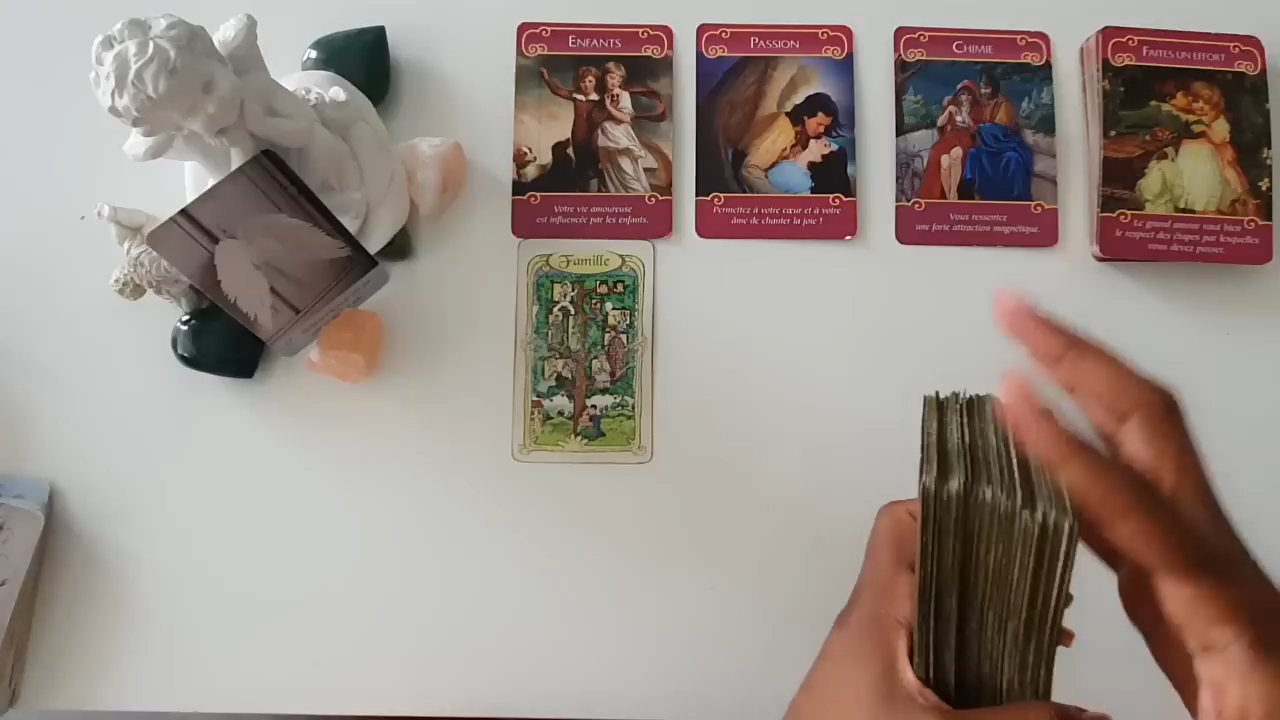 ENFANTS
Votre vie amoureuse
est influencée par les enfants.
PASSION
Permettez à votre cœur et à votre
âme de chanter la joie !
CHIMIE
Vous ressentez
une forte attraction magnétique.
FAITES UN EFFORT
Le grand amour vaut bien
le respect des étapes par lesquelles
vous devez passer.
Famille